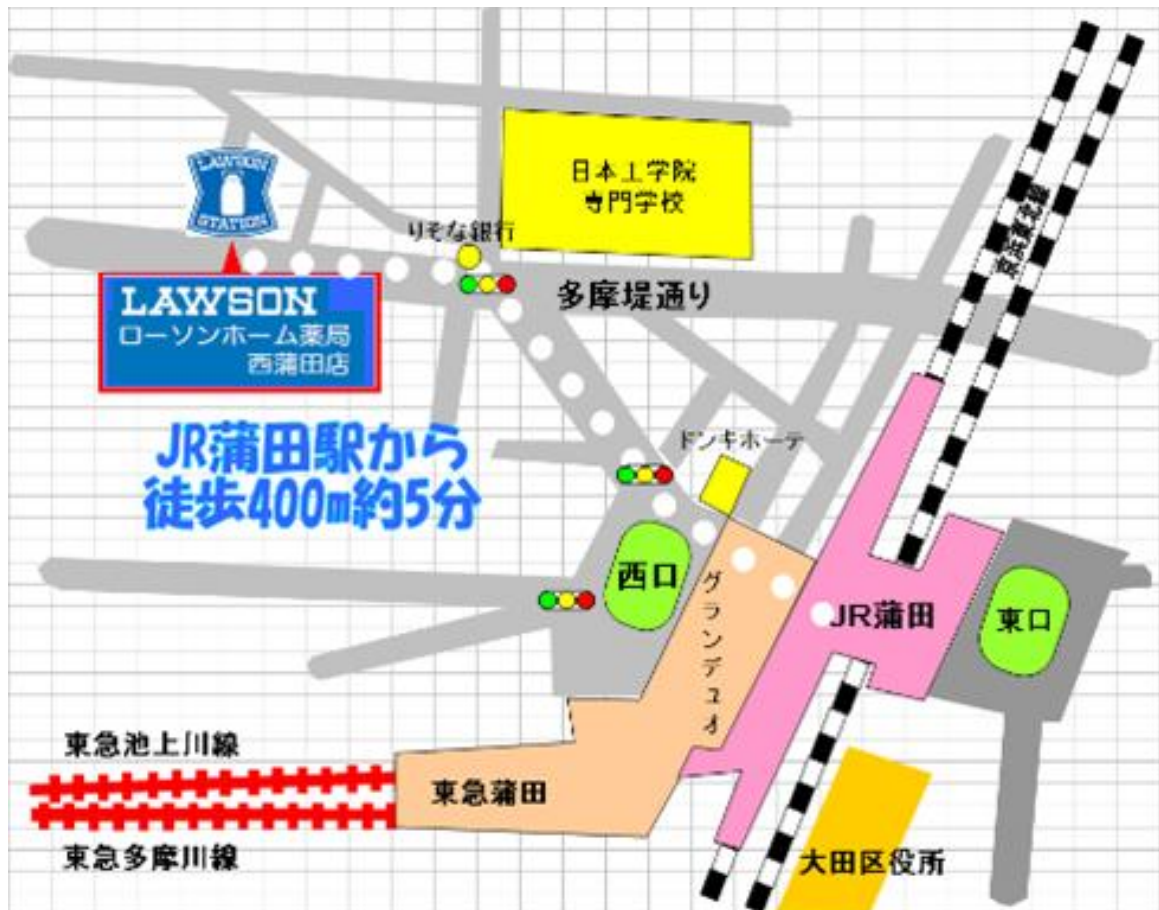 日本工学院
専門学校
LAWSON
STATION
りそな銀行
京浜東北線
多摩堤通り
LAWSON
ローソンホーム薬局
西蒲田店
ドンキホーテ
JR蒲田駅から
徒歩400m約5分
西口
グランデュオ
JR蒲田
東口
東急池上川線
東急蒲田
東急多摩川線
大田区役所